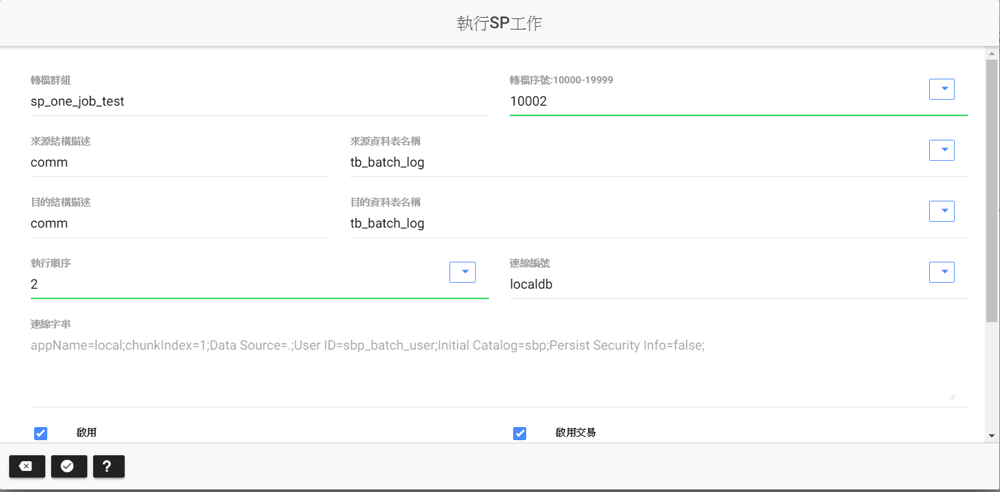 執行SP工作
轉檔群組
轉檔序號:10000-19999
sp_one_job_test
10002
來源結構描述
來源資料表名稱
comm
tb_batch_log
目的結構描述
目的資料表名稱
comm
tb_batch_log
執行順序
連線編號
2
localdb
連線字串
appName=local;chunkIndex=1;Data Source=.;User ID=sbp_batch_user;Initial Catalog=sbp;Persist Security Info=false;
啟用
啟用交易
?